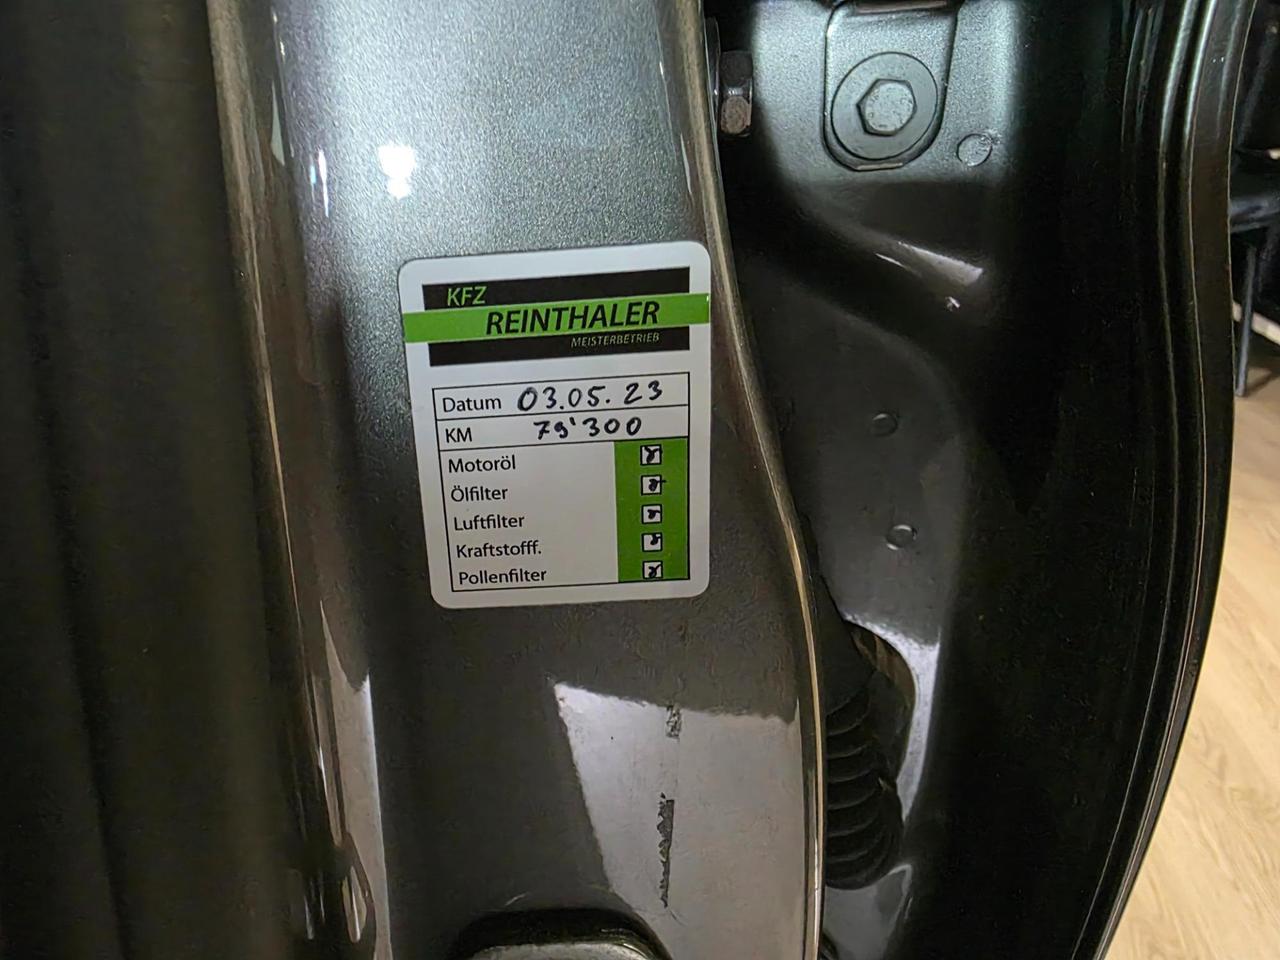 KFZ
REINTHALER
MEISTERBETRIEB
Datum 03.05.23
KM 79'300
Motoröl
Ölfilter
Luftfilter
Kraftstofff.
Pollenfilter